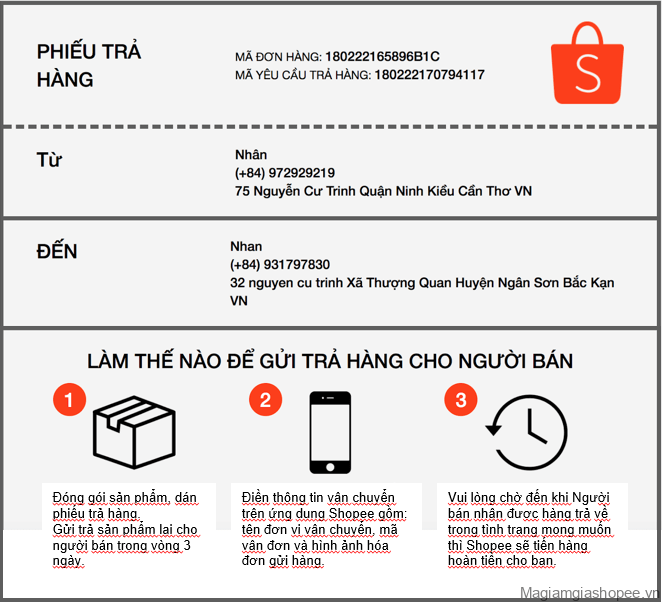 PHIẾU TRẢ
HÀNG
MÃ ĐƠN HÀNG: 180222165896B1C
MÃ YÊU CẦU TRẢ HÀNG: 180222170794117
S
Từ
Nhân
(+84) 972929219
75 Nguyễn Cư Trinh Quận Ninh Kiều Cần Thơ VN
ĐẾN
Nhan
(+84) 931797830
32 nguyen cu trinh Xã Thượng Quan Huyện Ngân Sơn Bắc Kạn
VN
LÀM THẾ NÀO ĐỂ GỬI TRẢ HÀNG CHO NGƯỜI BÁN
1
Đóng gói sản phẩm, dán
phiếu trả hàng.
Gửi trả sản phẩm lại cho
người bán trong vòng 3
ngày.
2
Điền thông tin vận chuyển
trên ứng dụng Shopee gồm:
tên đơn vị vận chuyển, mã
vận đơn và hình ảnh hóa
đơn gửi hàng.
3
Vui lòng chờ đến khi Người
bán nhận được hàng trả về
trong tình trạng mong muốn
thì Shopee sẽ tiến hàng
hoàn tiền cho bạn.
Magiamgiashopee.vn